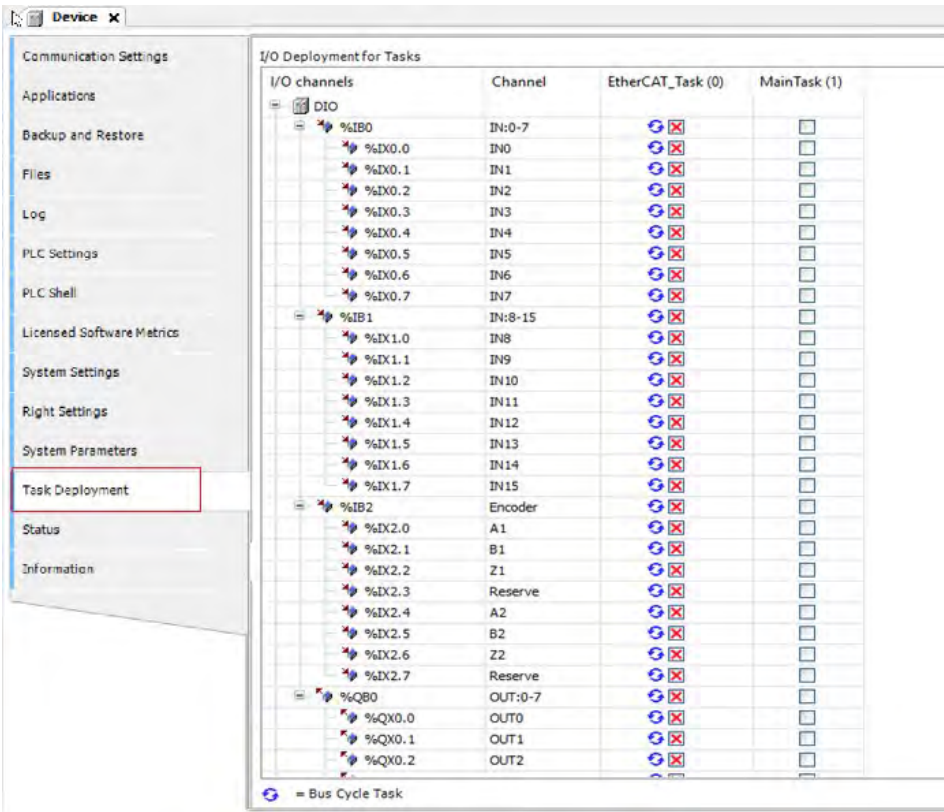 Device
Communication Settings
Applications
Backup and Restore
Files
Log
PLC Settings
PLC Shell
Licensed Software Metrics
System Settings
Right Settings
System Parameters
Task Deployment
Status
Information
I/O Deployment for Tasks
I/O channels Channel EtherCAT_Task (0) MainTask (1)
DIO
%IB0 IN:0-7
%IX0.0 IN0
%IX0.1 IN1
%IX0.2 IN2
%IX0.3 IN3
%IX0.4 IN4
%IX0.5 IN5
%IX0.6 IN6
%IX0.7 IN7
%IB1 IN:8-15
%IX1.0 IN8
%IX1.1 IN9
%IX1.2 IN10
%IX1.3 IN11
%IX1.4 IN12
%IX1.5 IN13
%IX1.6 IN14
%IX1.7 IN15
%IB2 Encoder
%IX2.0 A1
%IX2.1 B1
%IX2.2 Z1
%IX2.3 Reserve
%IX2.4 A2
%IX2.5 B2
%IX2.6 Z2
%IX2.7 Reserve
%QB0 OUT:0-7
%QX0.0 OUT0
%QX0.1 OUT1
%QX0.2 OUT2
= Bus Cycle Task